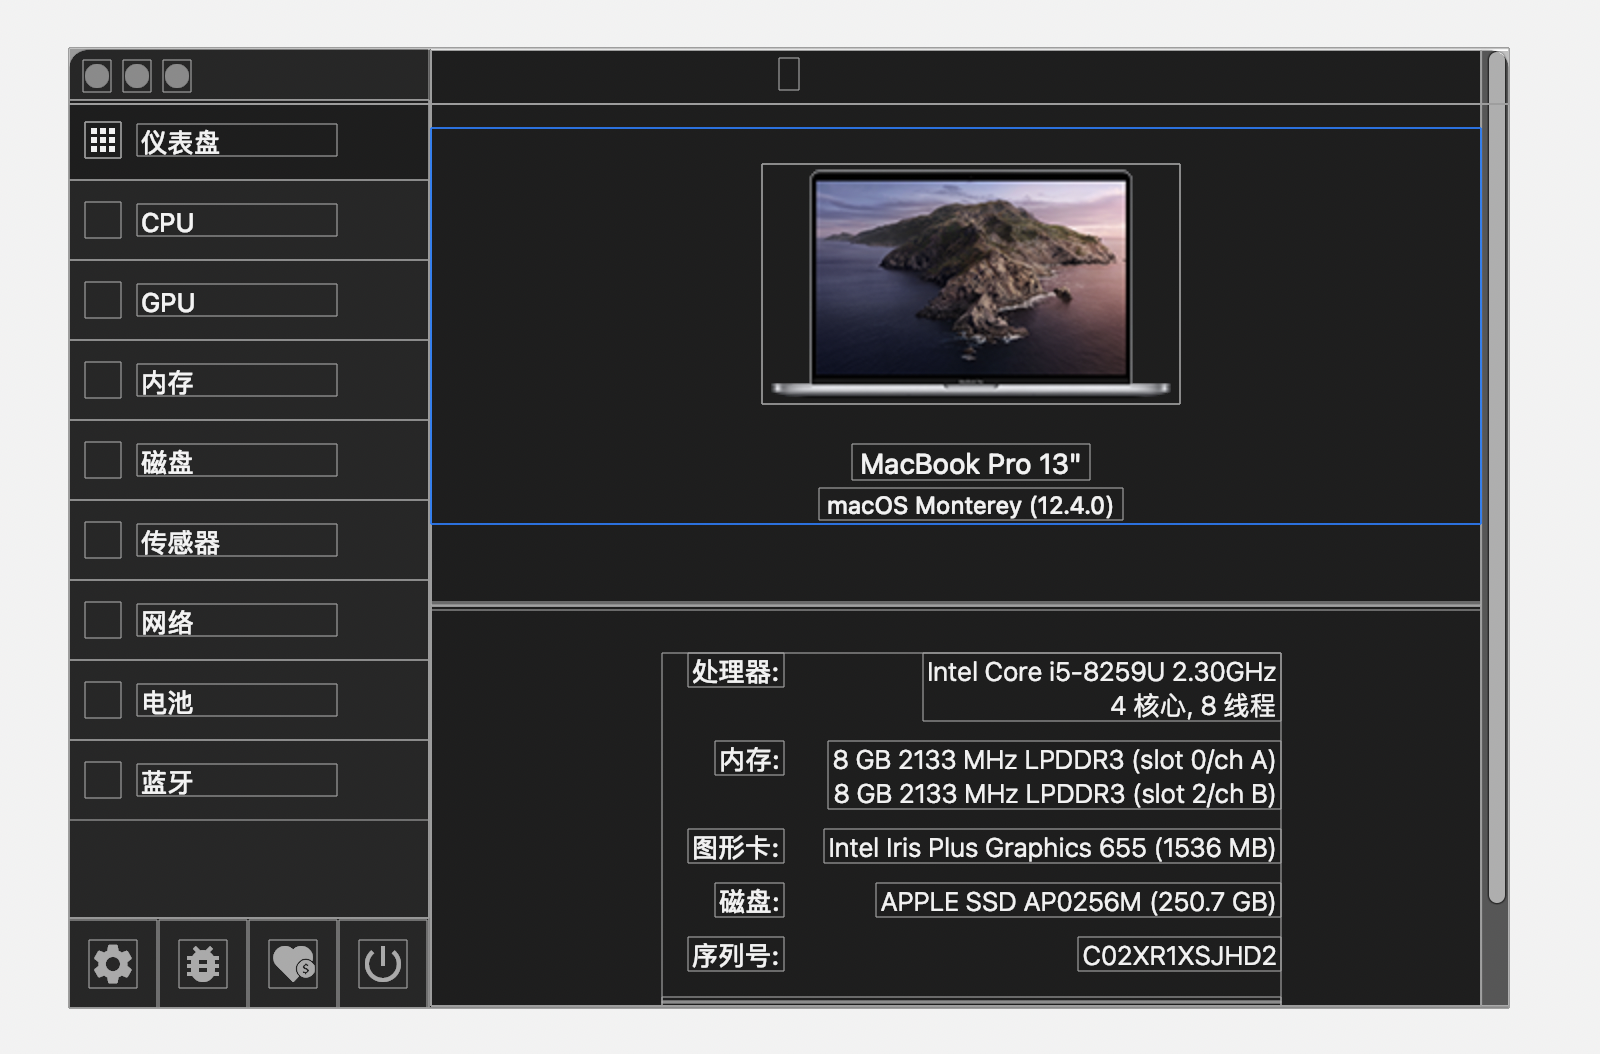 仪表盘
CPU
GPU
内存
磁盘
传感器
网络
电池
蓝牙
MacBook Pro 13"
macOS Monterey (12.4.0)
处理器: Intel Core i5-8259U 2.30GHz
4 核心, 8 线程
内存: 8 GB 2133 MHz LPDDR3 (slot 0/ch A)
8 GB 2133 MHz LPDDR3 (slot 2/ch B)
图形卡: Intel Iris Plus Graphics 655 (1536 MB)
磁盘: APPLE SSD AP0256M (250.7 GB)
序列号: C02XR1XSJHD2